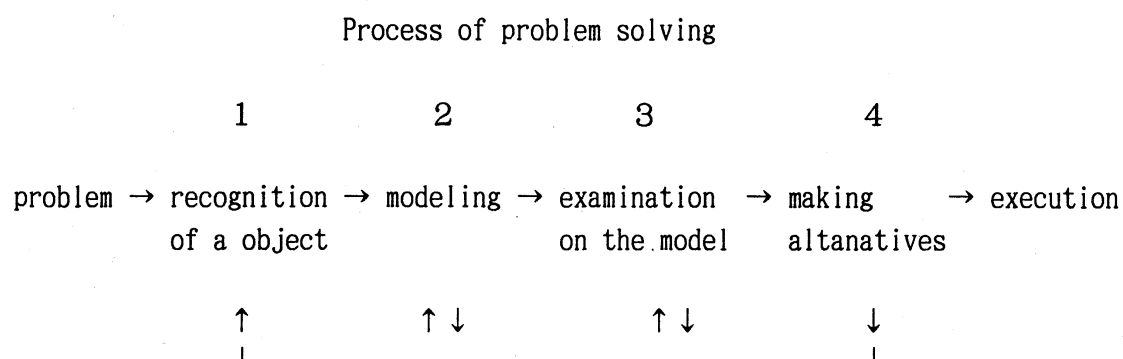 Process of problem solving
1 2 3 4
problem → recognition → modeling → examination → making → execution
of a object on the model altanatives
↑ ↑ ↓ ↑ ↓ ↓